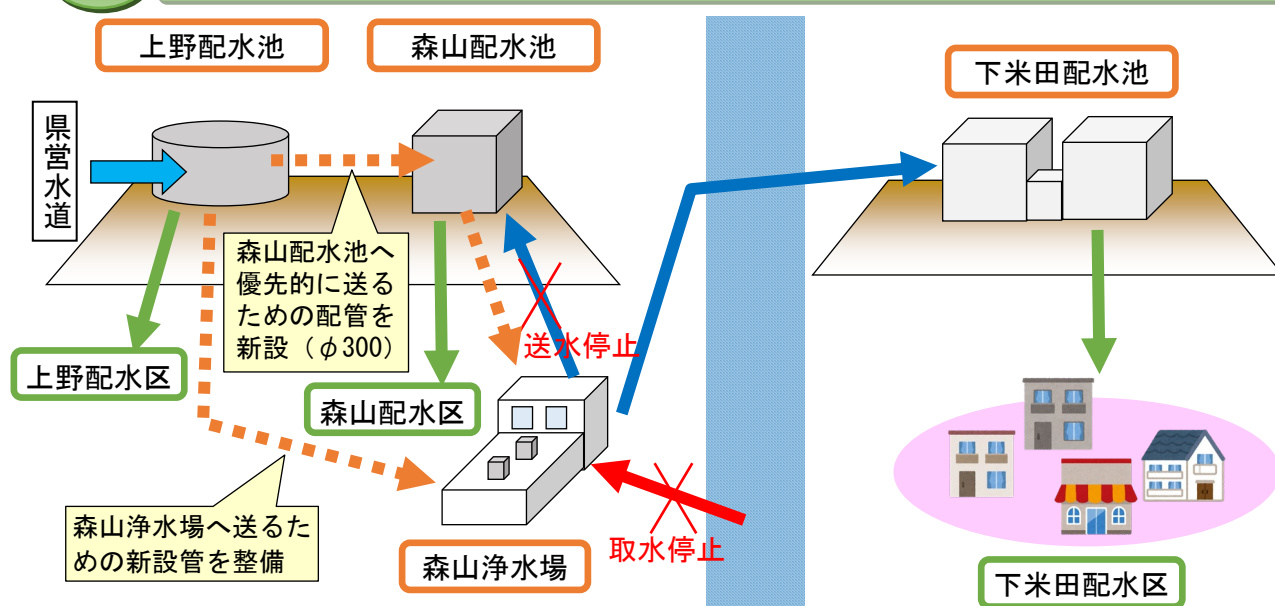 上野配水池
森山配水池
下米田配水池
県営水道
森山配水池へ
優先的に送る
ための配管を
新設（φ300）
送水停止
上野配水区
森山配水区
森山浄水場へ送るた
めの新設管を整備
取水停止
森山浄水場
下米田配水区